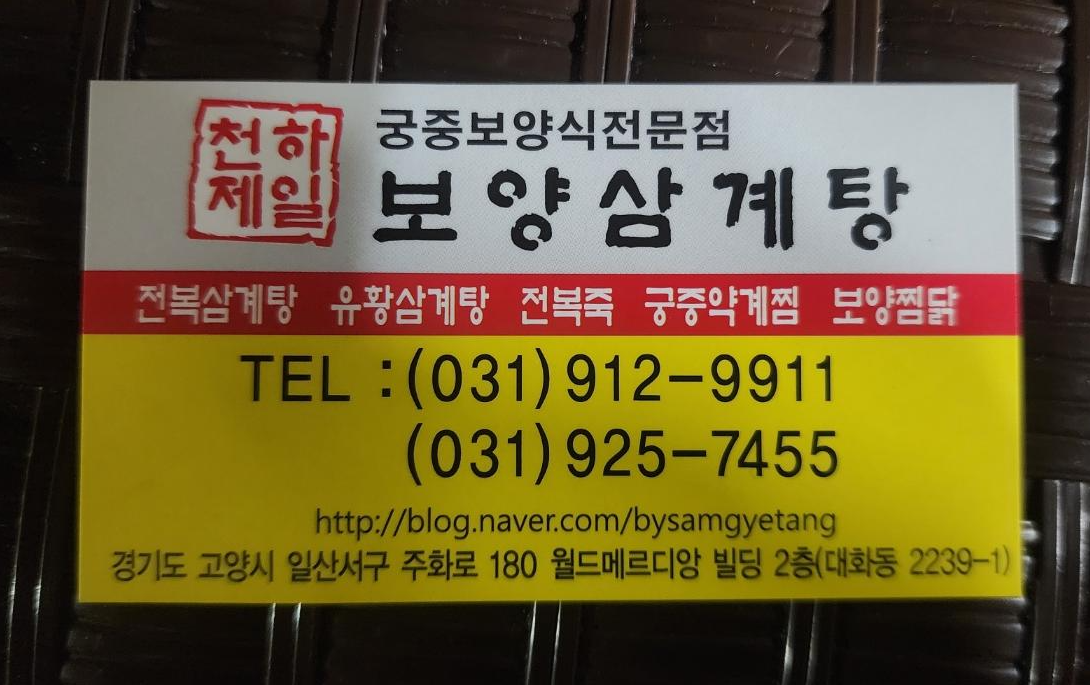 천하
제일
궁중보양식전문점
보양삼계탕
전복삼계탕 유황삼계탕 전복죽 궁중약계찜 보양찜닭
TEL :(031)912-9911
(031)925-7455
http://blog.naver.com/bysamgyetang
경기도 고양시 일산서구 주화로 180 월드메르디앙 빌딩 2층(대화동 2239-1)